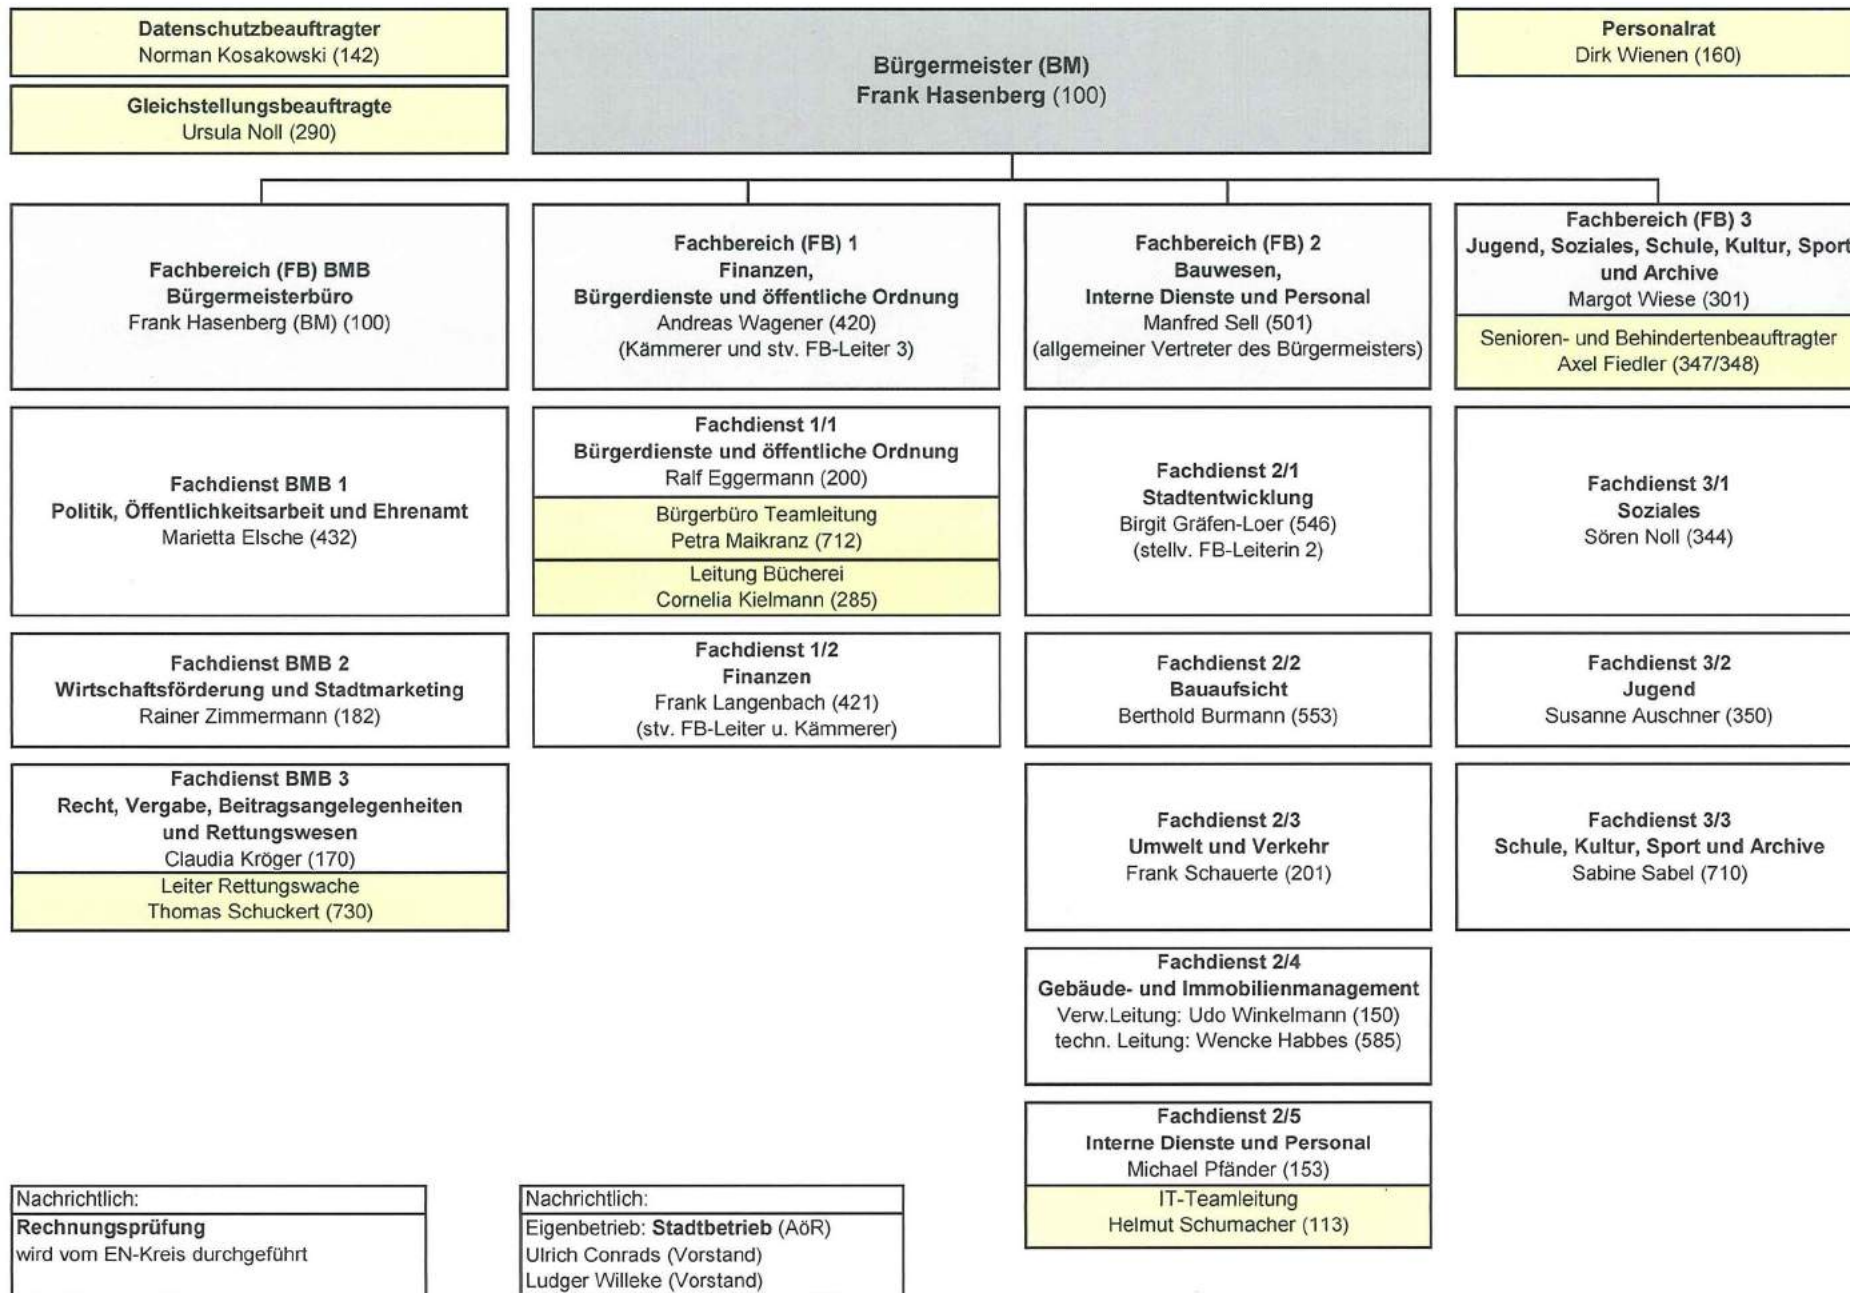 Datenschutzbeauftragter
Norman Kosakowski (142)
Gleichstellungsbeauftragte
Ursula Noll (290)
Bürgermeister (BM)
Frank Hasenberg (100)
Personalrat
Dirk Wienen (160)
Fachbereich (FB) BMB
Bürgermeisterbüro
Frank Hasenberg (BM) (100)
Fachdienst BMB 1
Politik, Öffentlichkeitsarbeit und Ehrenamt
Marietta Elsche (432)
Fachdienst BMB 2
Wirtschaftsförderung und Stadtmarketing
Rainer Zimmermann (182)
Fachdienst BMB 3
Recht, Vergabe, Beitragsangelegenheiten
und Rettungswesen
Claudia Kröger (170)
Leiter Rettungswache
Thomas Schuckert (730)
Fachbereich (FB) 1
Finanzen,
Bürgerdienste und öffentliche Ordnung
Andreas Wagener (420)
(Kämmerer und stv. FB-Leiter 3)
Fachdienst 1/1
Bürgerdienste und öffentliche Ordnung
Ralf Eggermann (200)
Bürgerbüro Teamleitung
Petra Maikranz (712)
Leitung Bücherei
Cornelia Kielmann (285)
Fachdienst 1/2
Finanzen
Frank Langenbach (421)
(stv. FB-Leiter u. Kämmerer)
Fachbereich (FB) 2
Bauwesen,
Interne Dienste und Personal
Manfred Sell (501)
(allgemeiner Vertreter des Bürgermeisters)
Fachdienst 2/1
Stadtentwicklung
Birgit Gräfen-Loer (546)
(stellv. FB-Leiterin 2)
Fachdienst 2/2
Bauaufsicht
Berthold Burmann (553)
Fachdienst 2/3
Umwelt und Verkehr
Frank Schauerte (201)
Fachdienst 2/4
Gebäude- und Immobilienmanagement
Verw.Leitung: Udo Winkelmann (150)
techn. Leitung: Wencke Habbes (585)
Fachdienst 2/5
Interne Dienste und Personal
Michael Pfänder (153)
IT-Teamleitung
Helmut Schumacher (113)
Fachbereich (FB) 3
Jugend, Soziales, Schule, Kultur, Sport
und Archive
Margot Wiese (301)
Senioren- und Behindertenbeauftragter
Axel Fiedler (347/348)
Fachdienst 3/1
Soziales
Sören Noll (344)
Fachdienst 3/2
Jugend
Susanne Auschner (350)
Fachdienst 3/3
Schule, Kultur, Sport und Archive
Sabine Sabel (710)
Nachrichtlich:
Rechnungsprüfung
wird vom EN-Kreis durchgeführt
Nachrichtlich:
Eigenbetrieb: Stadtbetrieb (AöR)
Ulrich Conrads (Vorstand)
Ludger Willeke (Vorstand)